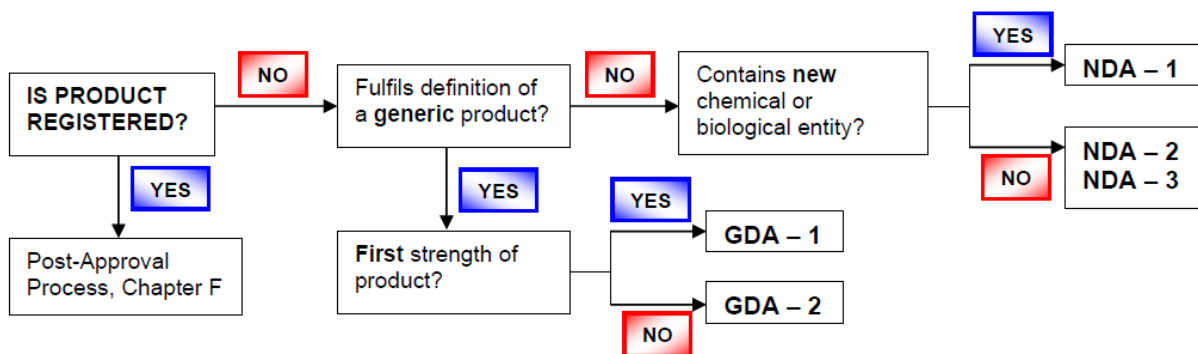 IS PRODUCT
REGISTERED?
NO
Fulfils definition of
a generic product?
NO
Contains new
chemical or
biological entity?
YES
NDA – 1
NO
NDA – 2
NDA – 3
YES
Post-Approval
Process, Chapter F
YES
First strength of
product?
YES
GDA – 1
NO
GDA – 2